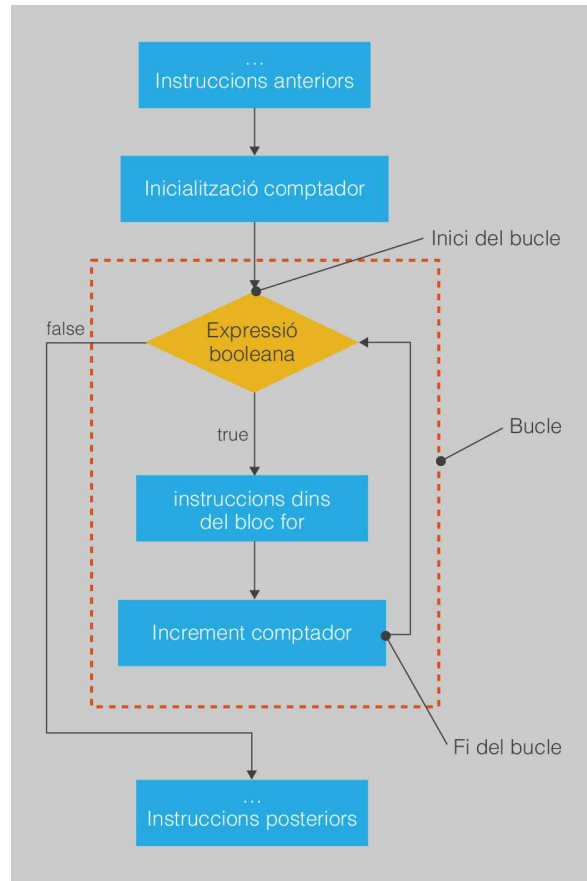 ...
Instruccions anteriors
Inicialització comptador
Inici del bucle
false
Expressió
booleana
true
Bucle
instruccions dins
del bloc for
Increment comptador
Fi del bucle
...
Instruccions posteriors